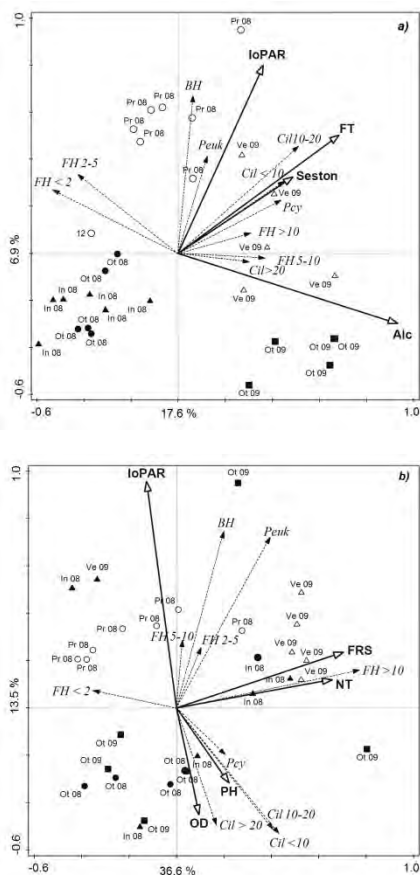 1.0
a)
Pr 08
IoPAR
BH
Pr 08
Pr 08
Pr 08
Pr 08
Pr 08
Peuk
Ve 09
Cil 10-20
FT
Cil < 10
FH 2-5
Pr 08
Seston
Ve 09
FH < 2
Pcy
12
FH >10
Ot 08
Ve 09
6.9 %
FH 5-10
Ot 08
Cil>20
In 08
In 08
Ve 09
Ve 09
In 08
Ot 08
In 08
Alc
Ot 08
In 08
Ot 09
Ot 09
Ot 09
Ot 09
Ot 09
-0.6
-0.6
17.6 %
1.0
1.0
b)
IoPAR
Ot 09
BH
Peuk
Ve 09
In 08
Ve 09
Pr 08
Pr 08
Pr 08
Ve 09
Pr 08
FH 5-10
FH 2-5
Pr 08
Ve 09
FRS
In 08
Ve 09
FH >10
FH < 2
In 08
NT
Ve 09
13.5 %
In 08
Ot 09
Ot 09
Ot 09
Ot 08
In 08
Pcy
Ot 08
Ot 08
Ot 08
PH
Ot 09
OD
Cil > 20
Cil 10-20
In 08
Cil <10
-0.6
-0.6
36.6 %
1.0